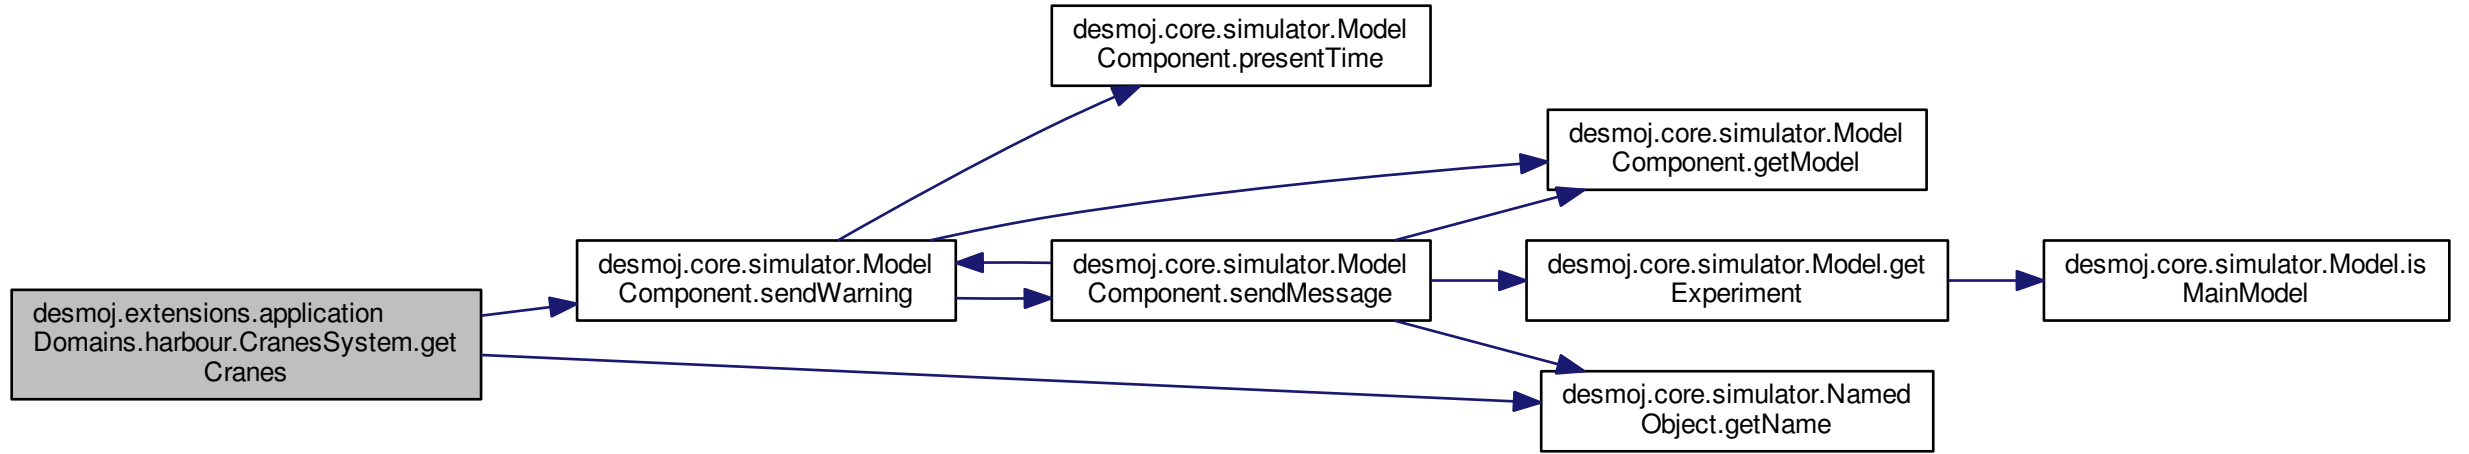 desmoj.core.simulator.Model
Component.presentTime
desmoj.core.simulator.Model
Component.getModel
desmoj.core.simulator.Model
Component.sendWarning
desmoj.core.simulator.Model
Component.sendMessage
desmoj.core.simulator.Model.get
Experiment
desmoj.core.simulator.Model.is
MainModel
desmoj.extensions.application
Domains.harbour.CranesSystem.get
Cranes
desmoj.core.simulator.Named
Object.getName